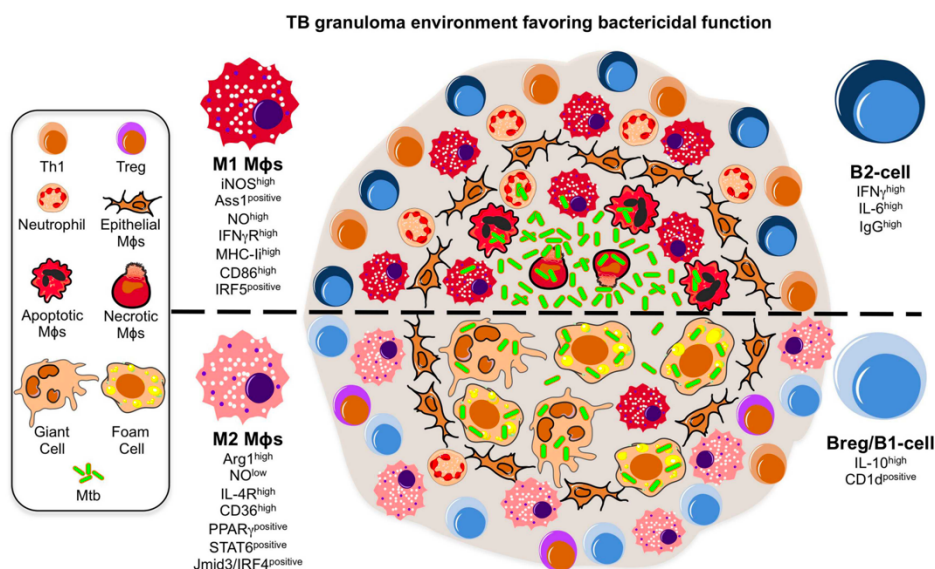 TB granuloma environment favoring bactericidal function
Th1
Treg
Neutrophil
Epithelial
Mϕs
Apoptotic
Mϕs
Necrotic
Mϕs
Giant
Cell
Foam
Cell
Mtb
M1 Mϕs
iNOShigh
Ass1positive
NOhigh
IFNγRhigh
MHC-Iihigh
CD86high
IRF5positive
M2 Mϕs
Arg1high
NOlow
IL-4Rhigh
CD36high
PPARγpositive
STAT6positive
Jmid3/IRF4positive
B2-cell
IFNγhigh
IL-6high
IgGhigh
Breg/B1-cell
IL-10high
CD1dpositive